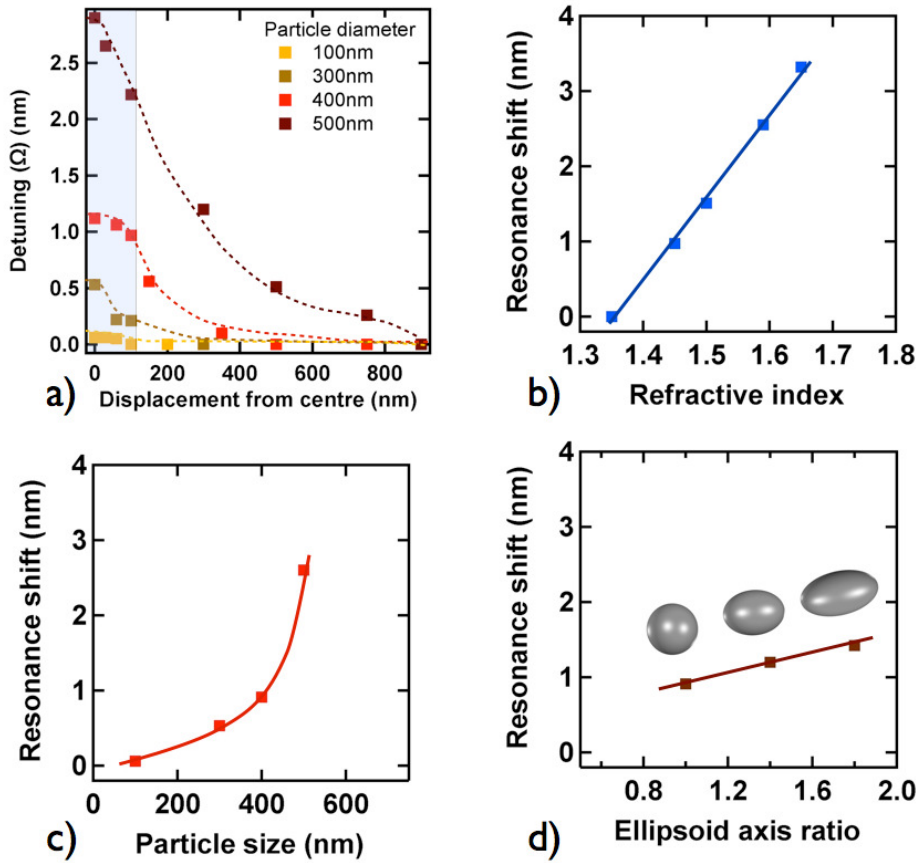 Detuning (Ω) (nm)
2.5
2.0
1.5
1.0
0.5
0.0
Particle diameter
100nm
300nm
400nm
500nm
0 200 400 600 800
Displacement from centre (nm)
a)
Resonance shift (nm)
4
3
2
1
0
1.3 1.4 1.5 1.6 1.7 1.8
Refractive index
b)
Resonance shift (nm)
4
3
2
1
0
0 200 400 600
Particle size (nm)
c)
Resonance shift (nm)
4
3
2
1
0
0.8 1.2 1.6 2.0
Ellipsoid axis ratio
d)